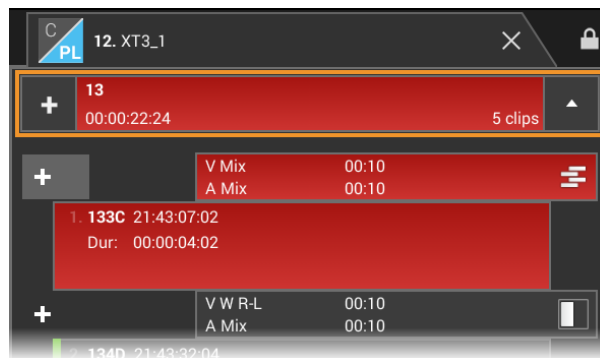 C
PL
12. XT3_1
13
00:00:22:24
5 clips
V Mix 00:10
A Mix 00:10
1. 133C 21:43:07:02
Dur: 00:00:04:02
V W R-L 00:10
A Mix 00:10
2. 134D 21:43:32:04